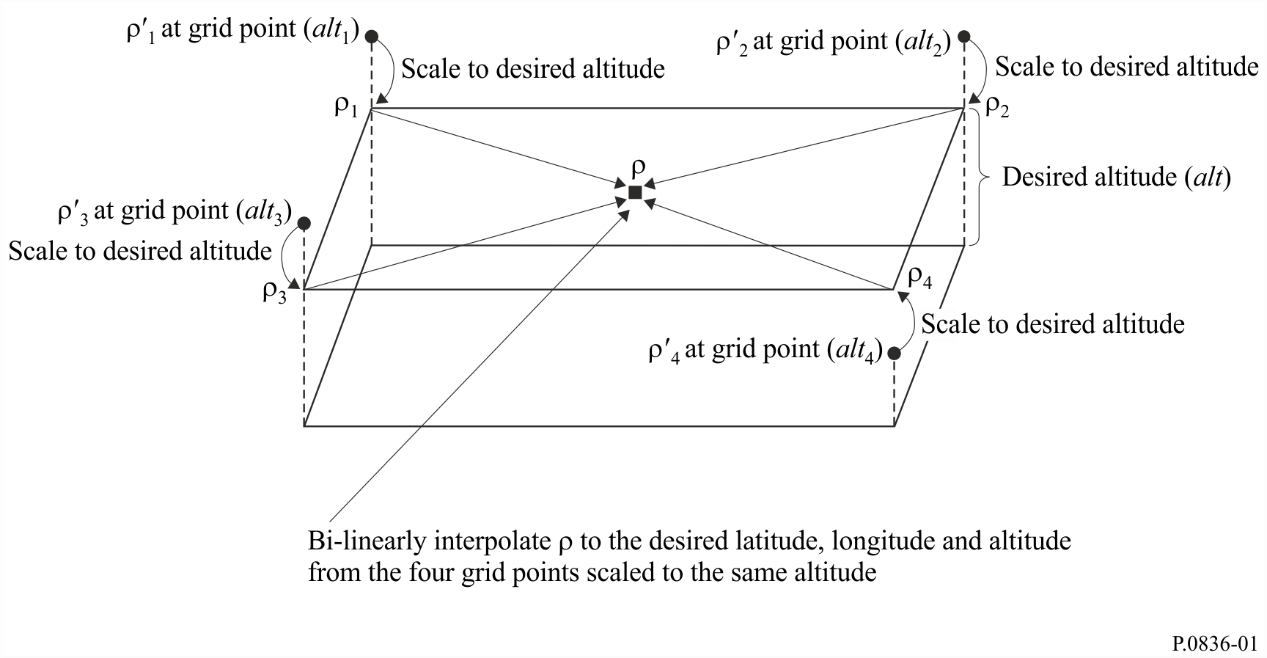 ρ′₁ at grid point (alt₁)
ρ′₂ at grid point (alt₂)
Scale to desired altitude
Scale to desired altitude
ρ₁
ρ₂
ρ
Desired altitude (alt)
ρ′₃ at grid point (alt₃)
Scale to desired altitude
ρ₃
ρ₄
Scale to desired altitude
ρ′₄ at grid point (alt₄)
Bi-linearly interpolate ρ to the desired latitude, longitude and altitude
from the four grid points scaled to the same altitude
P.0836-01